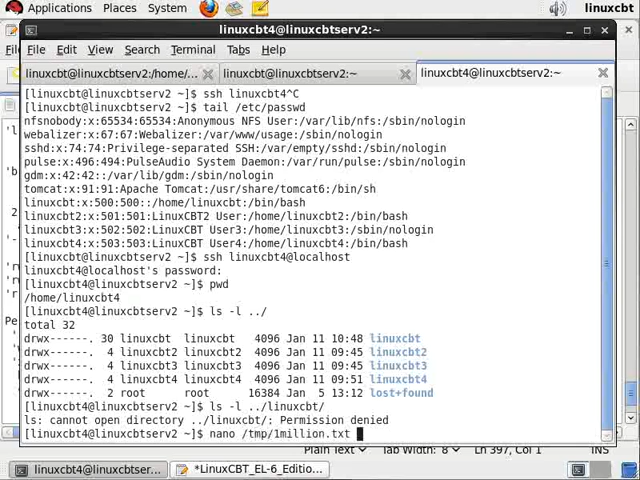 Applications Places System linuxcbt
linuxcbt4@linuxcbtserv2:~
File Edit View Search Terminal Tabs Help
linuxcbt@linuxcbtserv2:/home/... linuxcbt@linuxcbtserv2:~ linuxcbt4@linuxcbtserv2:~
[linuxcbt@linuxcbtserv2 ~]$ ssh linuxcbt4^C
[linuxcbt@linuxcbtserv2 ~]$ tail /etc/passwd
nfsnobody:x:65534:65534:Anonymous NFS User:/var/lib/nfs:/sbin/nologin
webalizer:x:67:67:Webalizer:/var/www/usage:/sbin/nologin
sshd:x:74:74:Privilege-separated SSH:/var/empty/sshd:/sbin/nologin
pulse:x:496:494:PulseAudio System Daemon:/var/run/pulse:/sbin/nologin
gdm:x:42:42::/var/lib/gdm:/sbin/nologin
tomcat:x:91:91:Apache Tomcat:/usr/share/tomcat6:/bin/sh
linuxcbt:x:500:500::/home/linuxcbt:/bin/bash
linuxcbt2:x:501:501:LinuxCBT2 User:/home/linuxcbt2:/bin/bash
linuxcbt3:x:502:502:LinuxCBT User3:/home/linuxcbt3:/sbin/nologin
linuxcbt4:x:503:503:LinuxCBT User4:/home/linuxcbt4:/bin/bash
[linuxcbt@linuxcbtserv2 ~]$ ssh linuxcbt4@localhost
linuxcbt4@localhost's password:
[linuxcbt4@linuxcbtserv2 ~]$ pwd
/home/linuxcbt4
[linuxcbt4@linuxcbtserv2 ~]$ ls -l ../
total 32
drwx------. 30 linuxcbt linuxcbt 4096 Jan 11 10:48 linuxcbt
drwx------. 4 linuxcbt2 linuxcbt2 4096 Jan 11 09:45 linuxcbt2
drwx------. 4 linuxcbt3 linuxcbt3 4096 Jan 11 09:45 linuxcbt3
drwx------. 4 linuxcbt4 linuxcbt4 4096 Jan 11 09:51 linuxcbt4
drwx------. 2 root root 16384 Jan 5 13:12 lost+found
[linuxcbt4@linuxcbtserv2 ~]$ ls -l ../linuxcbt/
ls: cannot open directory ../linuxcbt/: Permission denied
[linuxcbt4@linuxcbtserv2 ~]$ nano /tmp/1million.txt
Plain Text Tab Width: 8 Ln 397, Col 1 INS
linuxcbt4@linuxcbtser... *LinuxCBT_EL-6_Editio...